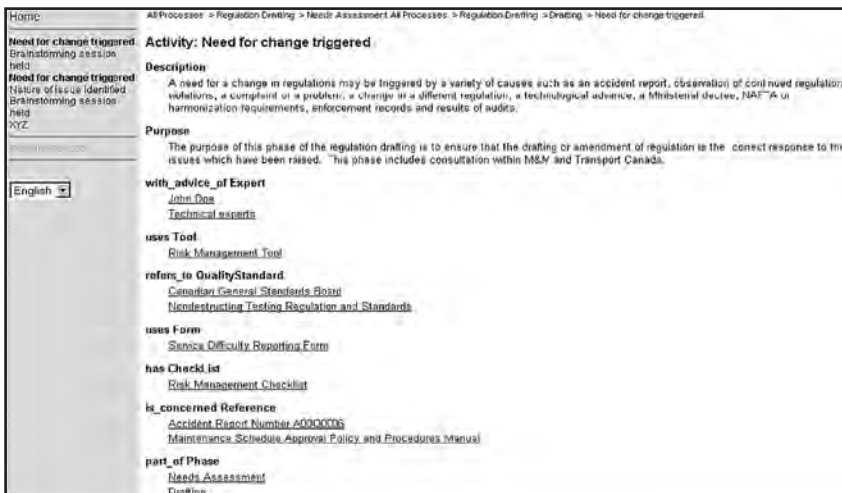 Home
Need for change triggered
Brainstorming session
held
Need for change triggered
Nature of issue identified
Brainstorming session
held
XYZ
English
All Processes > Regulation Drafting > Needs Assessment All Processes > Regulation Drafting > Drafting > Need for change triggered
Activity: Need for change triggered
Description
A need for a change in regulations may be triggered by a variety of causes such as an accident report, observation of continued regulation
violations, a complaint or a problem, a change in a different regulation, a technological advance, a Ministerial decree, NAFTA or
harmonization requirements, enforcement records and results of audits.
Purpose
The purpose of this phase of the regulation drafting is to ensure that the drafting or amendment of regulation is the correct response to the
issues which have been raised. This phase includes consultation within M&M and Transport Canada.
with_advice_of Expert
John Doe
Technical experts
uses Tool
Risk Management Tool
refers_to QualityStandard
Canadian General Standards Board
Nondestructing Testing Regulation and Standards
uses Form
Service Difficulty Reporting Form
has CheckList
Risk Management Checklist
is_concerned Reference
Accident Report Number
Maintenance Schedule Approval Policy and Procedures Manual
part_of Phase
Needs Assessment
Drafting